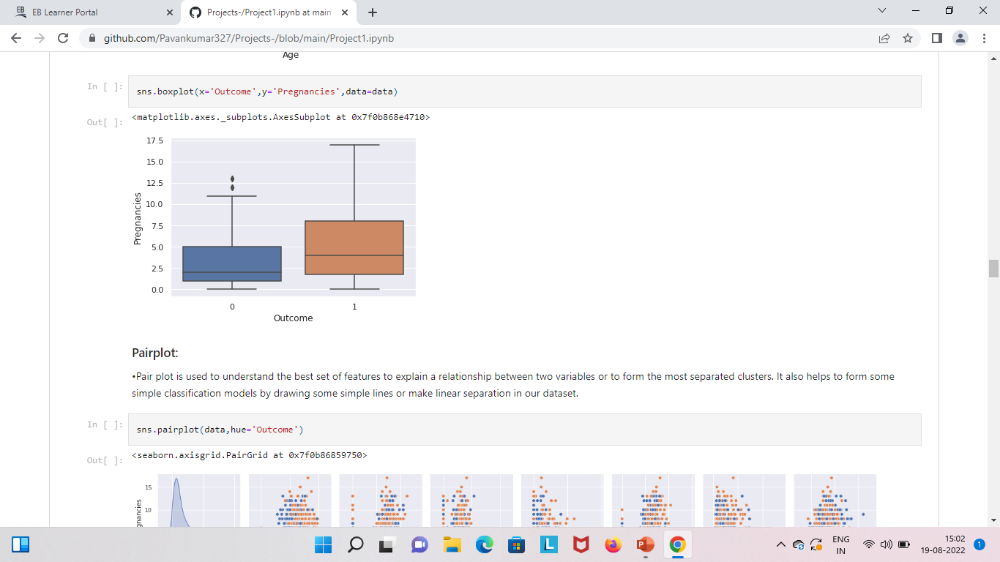 EB Learner Portal
Projects-/Project1.ipynb at main
github.com/Pavankumar327/Projects-/blob/main/Project1.ipynb
Age
In [ ]:
sns.boxplot(x='Outcome',y='Pregnancies',data=data)
Out[ ]:
<matplotlib.axes._subplots.AxesSubplot at 0x7f0b868e4710>
17.5
15.0
12.5
10.0
7.5
5.0
2.5
0.0
Pregnancies
0 1
Outcome
Pairplot:
•Pair plot is used to understand the best set of features to explain a relationship between two variables or to form the most separated clusters. It also helps to form some
simple classification models by drawing some simple lines or make linear separation in our dataset.
In [ ]:
sns.pairplot(data,hue='Outcome')
Out[ ]:
<seaborn.axisgrid.PairGrid at 0x7f0b86859750>
15
10
ENG
IN
15:02
19-08-2022
1